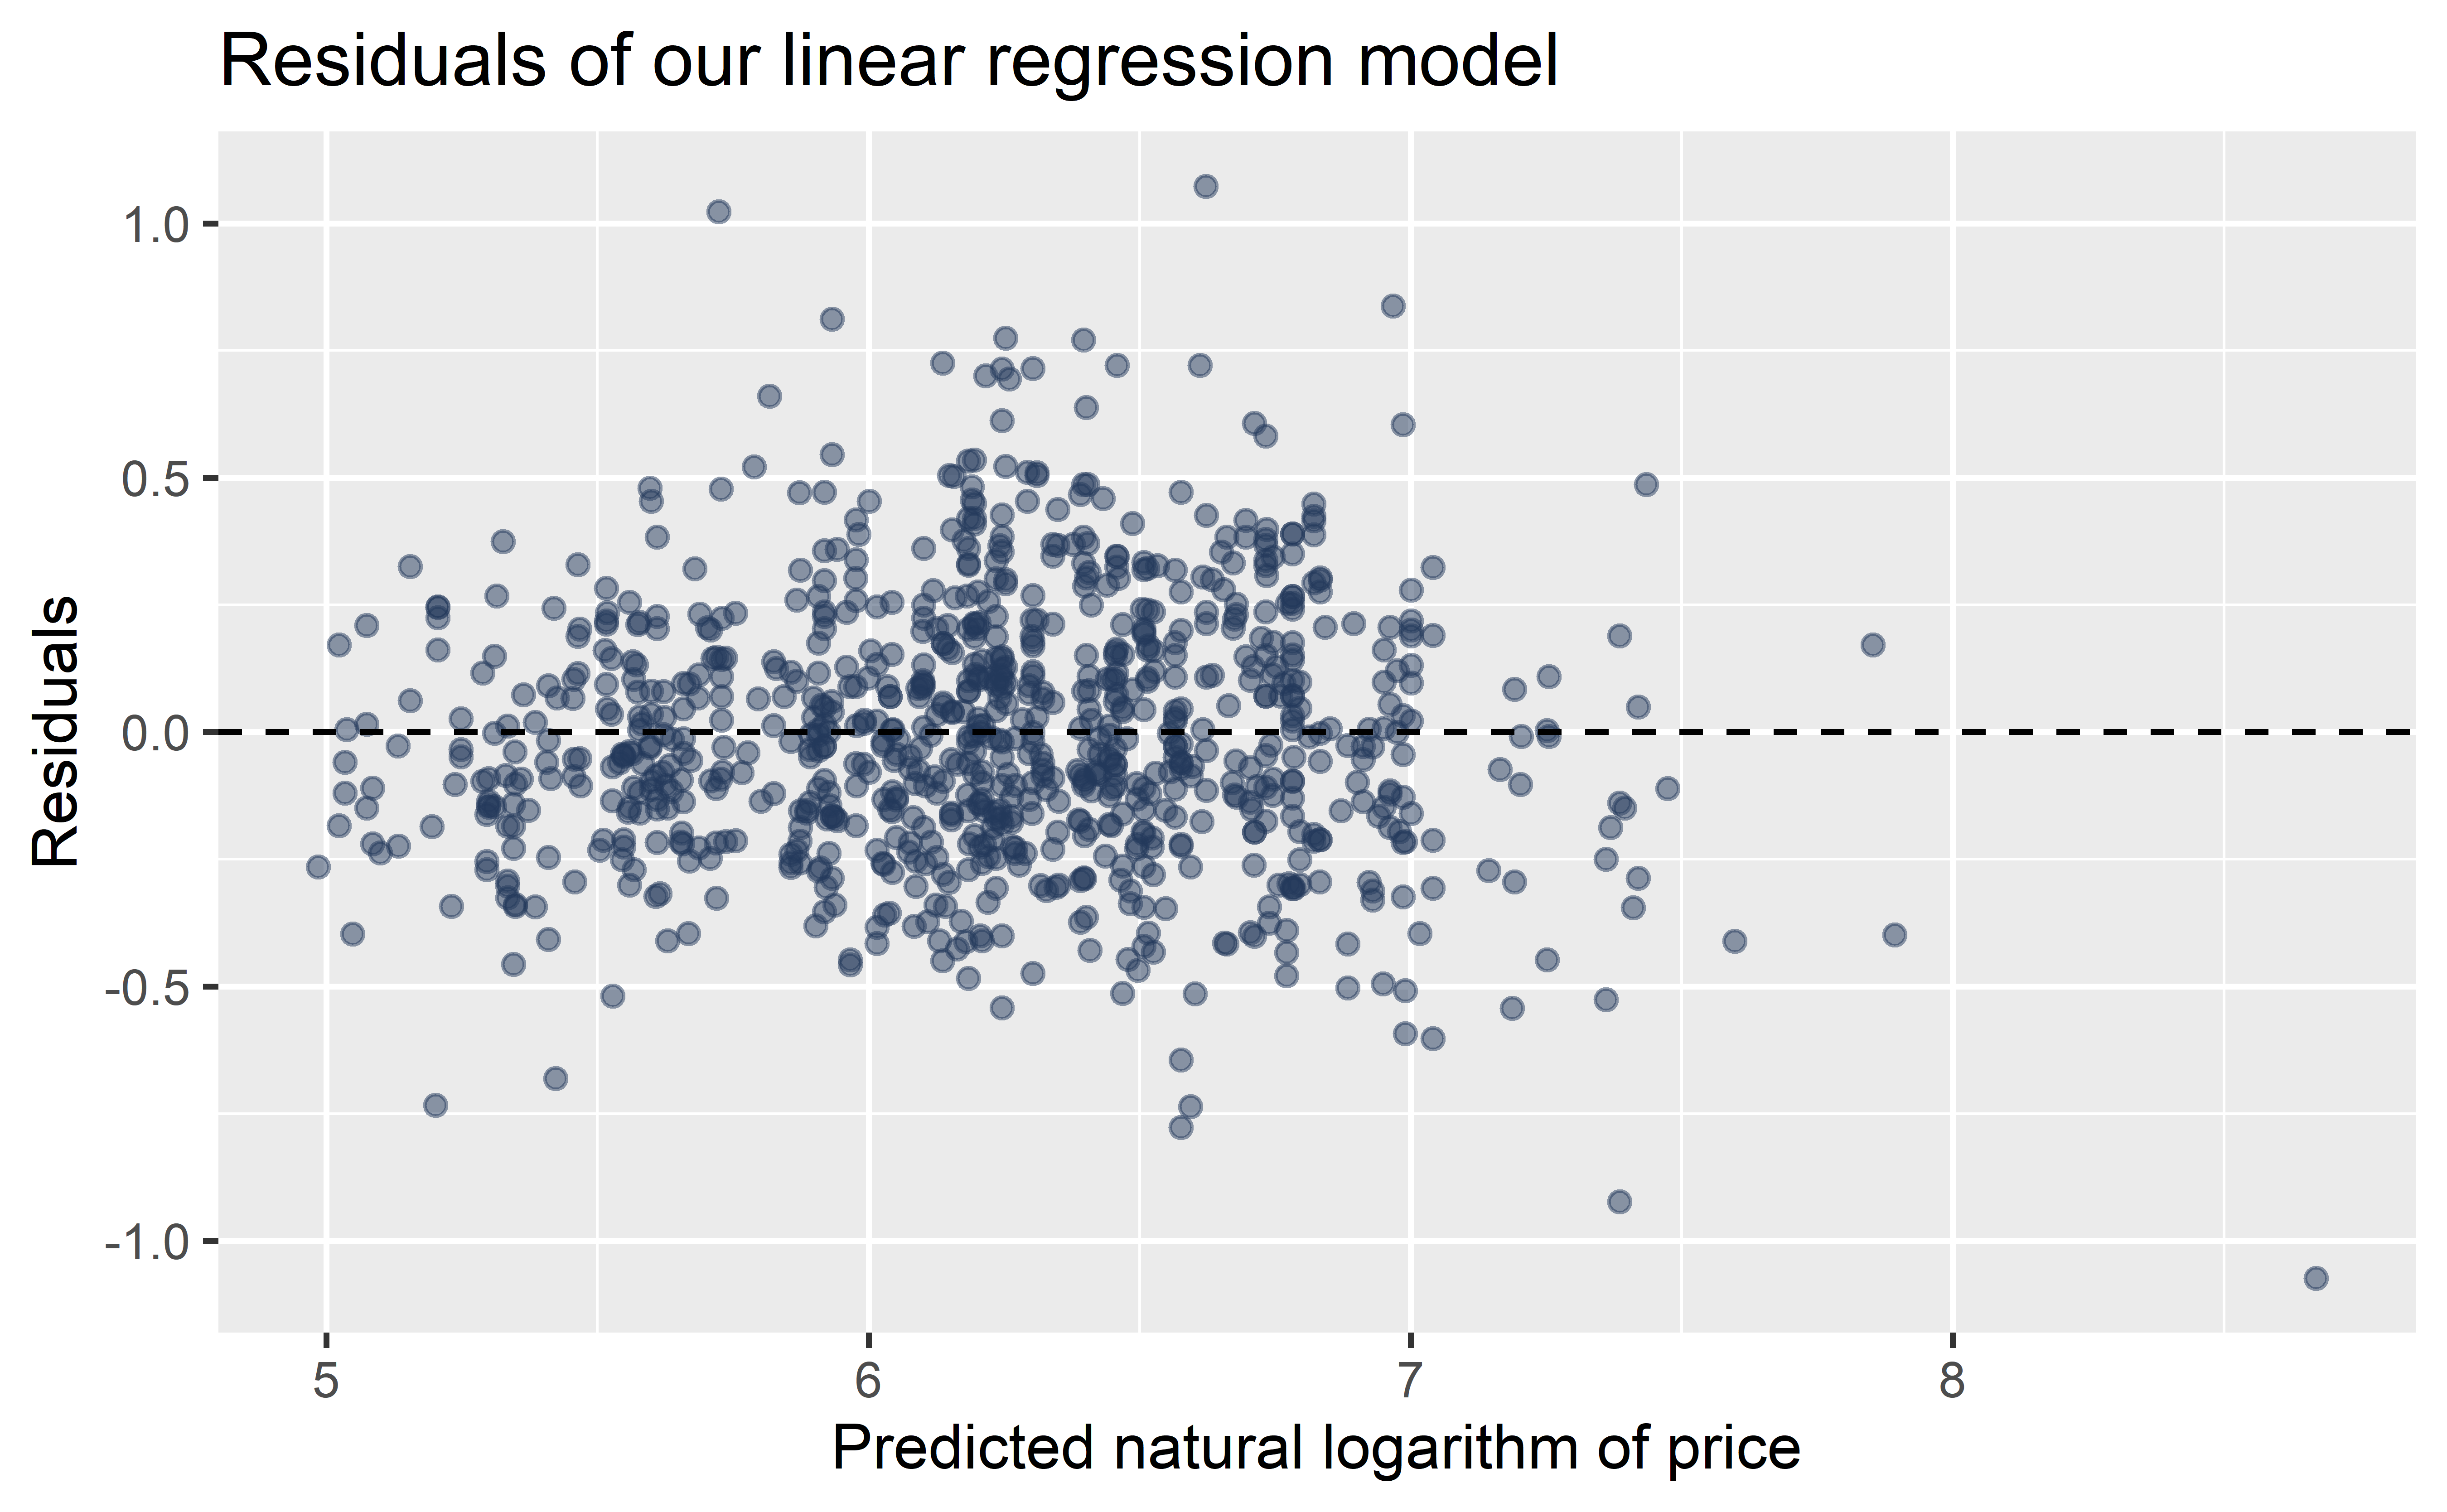 Residuals of our linear regression model
1.0
0.5
0.0
-0.5
-1.0
Residuals
5 6 7 8
Predicted natural logarithm of price